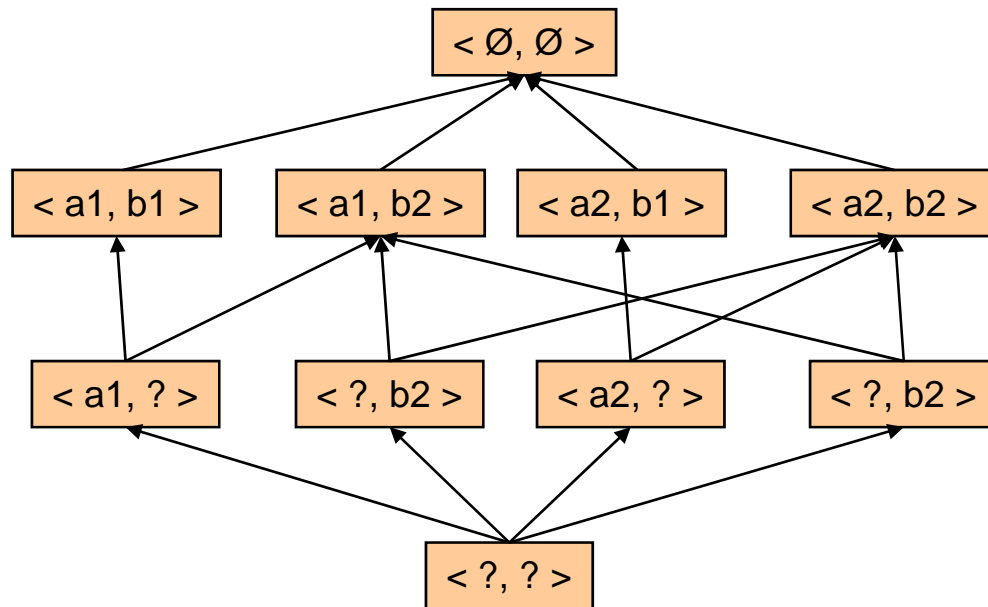 < Ø, Ø >
< a1, b1 >
< a1, b2 >
< a2, b1 >
< a2, b2 >
< a1, ? >
< ?, b2 >
< a2, ? >
< ?, b2 >
< ?, ? >